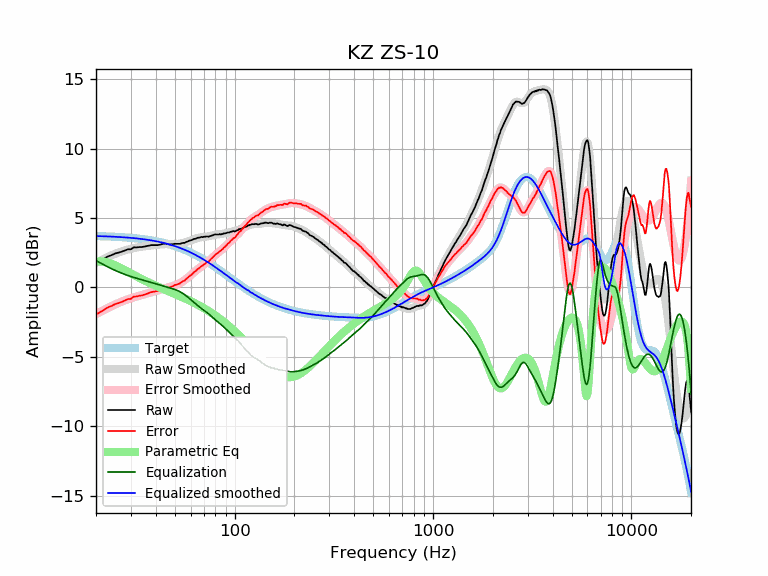 KZ ZS-10
15
10
5
0
−5
−10
−15
Amplitude (dBr)
Target
Raw Smoothed
Error Smoothed
Raw
Error
Parametric Eq
Equalization
Equalized smoothed
100
1000
10000
Frequency (Hz)